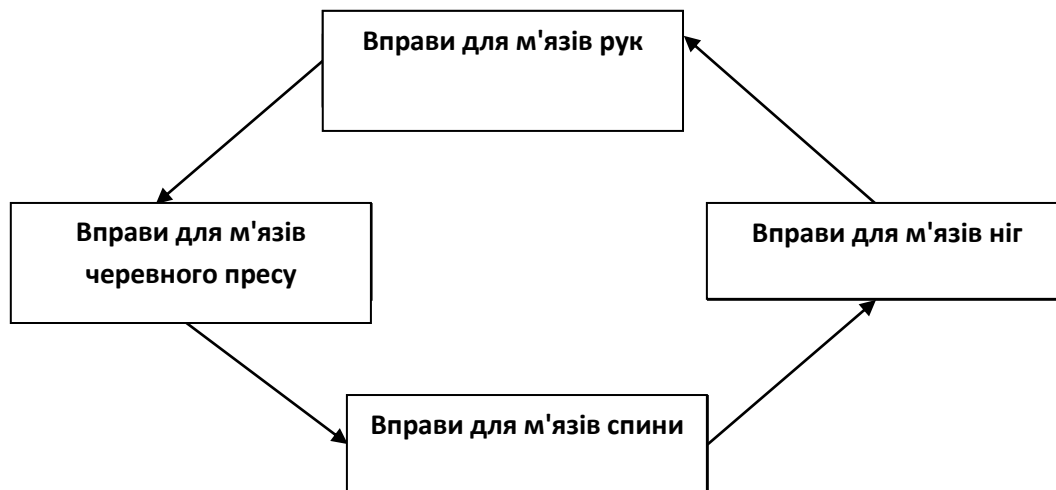 Вправи для м'язів рук
Вправи для м'язів
черевного пресу
Вправи для м'язів ніг
Вправи для м'язів спини